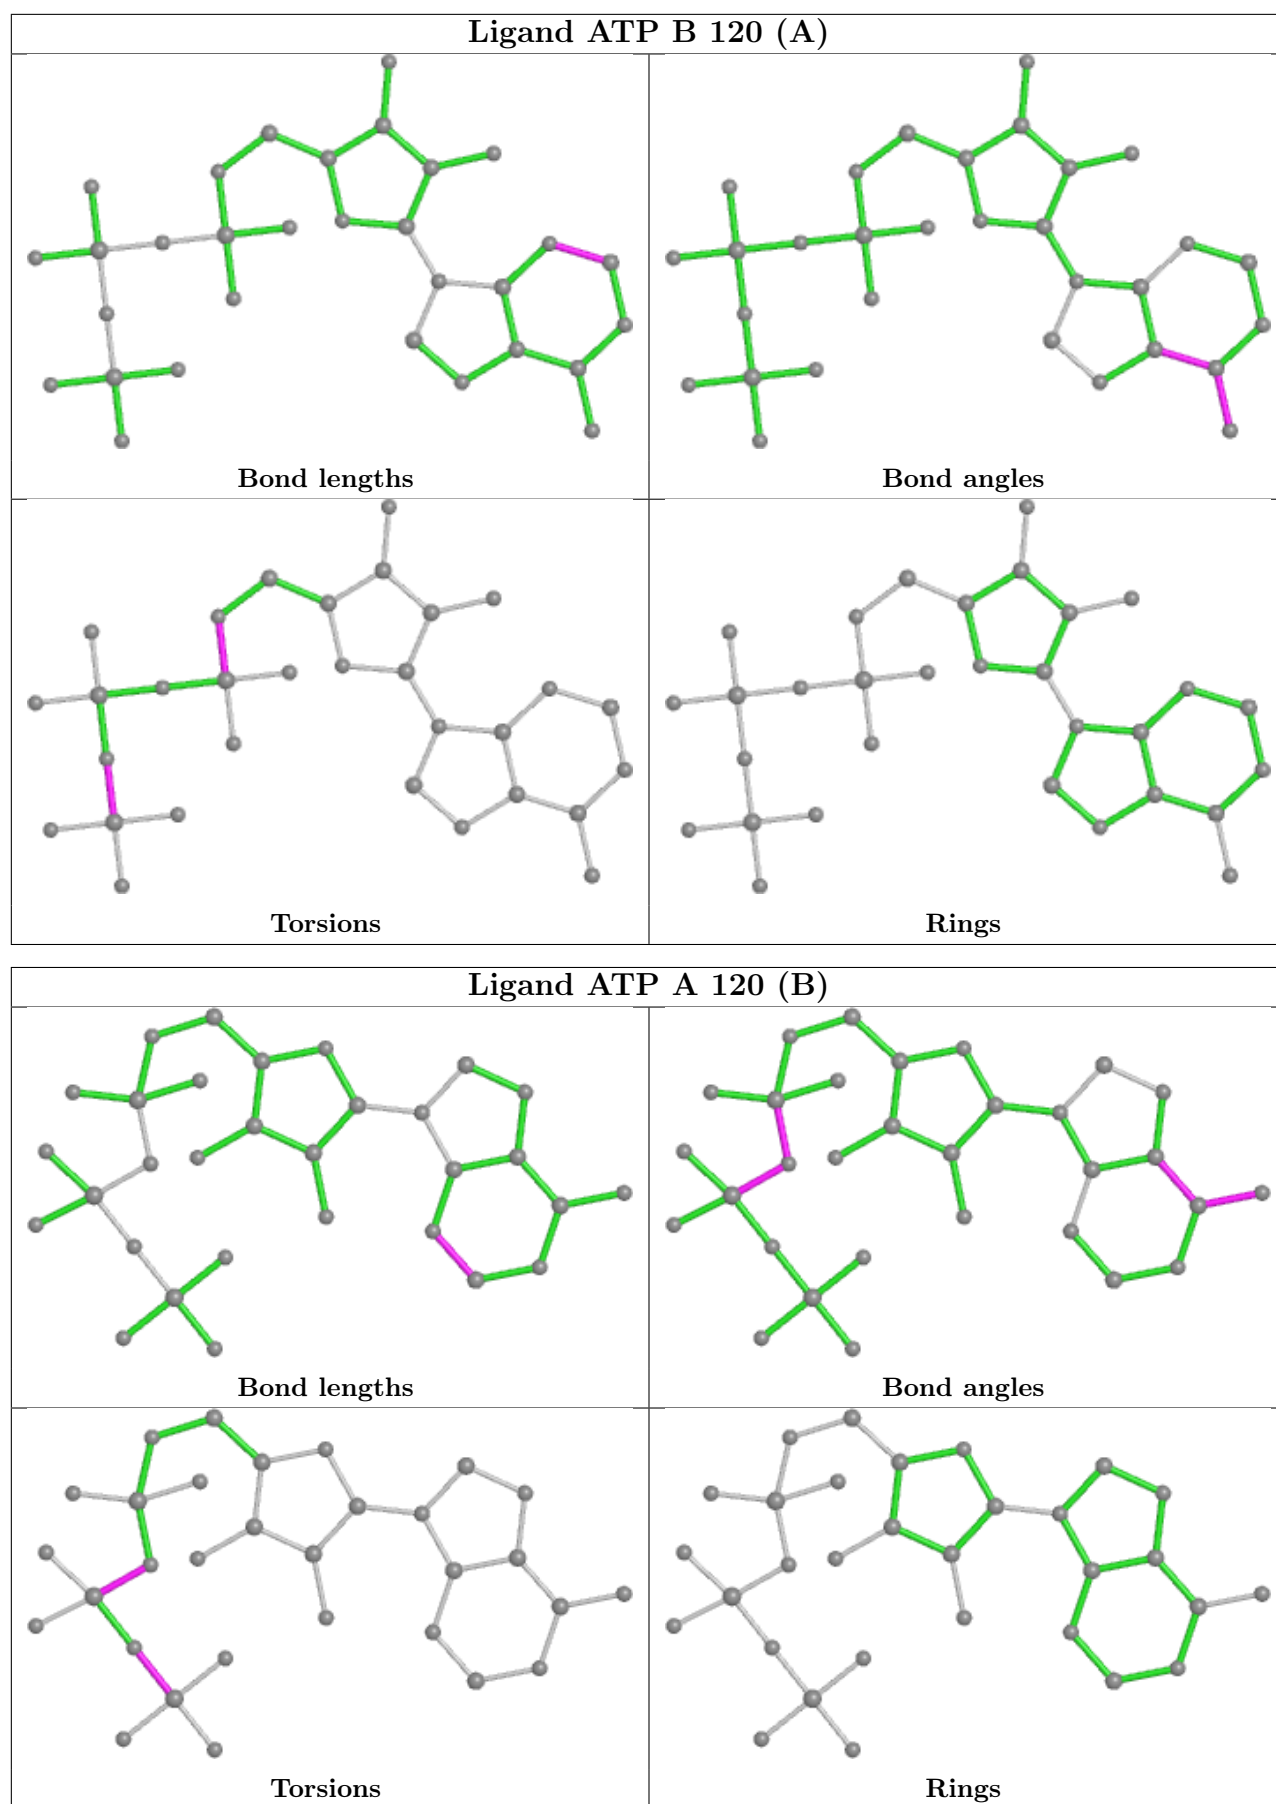 Ligand ATP B 120 (A)
Bond lengths
Bond angles
Torsions
Rings
Ligand ATP A 120 (B)
Bond lengths
Bond angles
Torsions
Rings